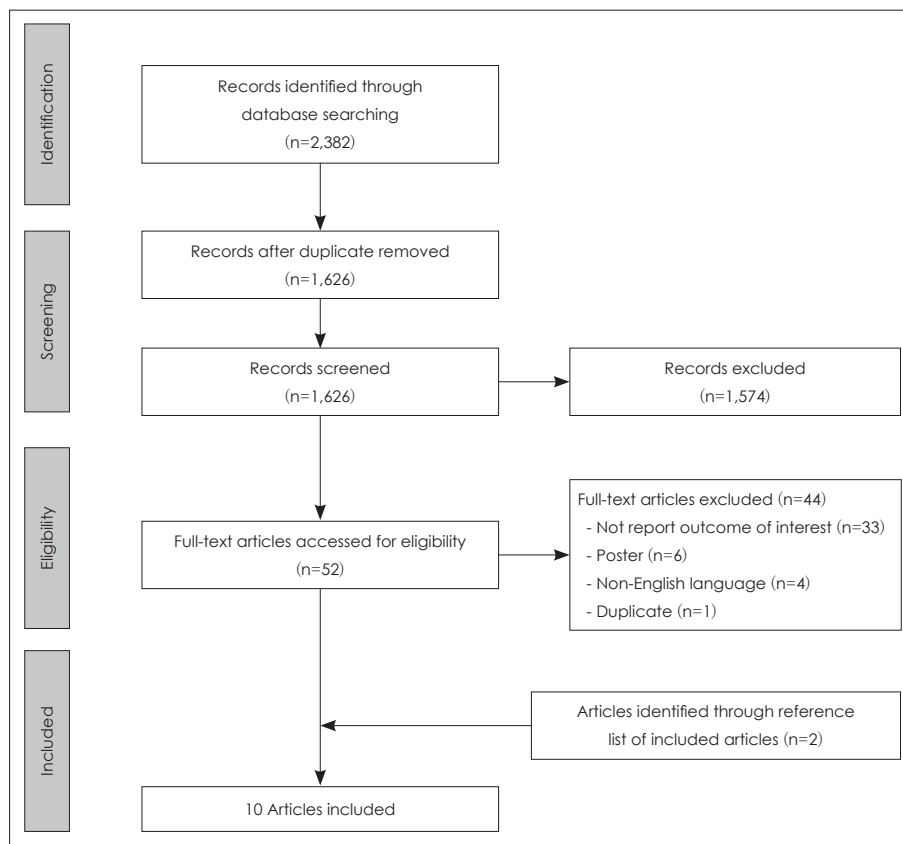 Identification
Records identified through
database searching
(n=2,382)
Screening
Records after duplicate removed
(n=1,626)
Records screened
(n=1,626)
Records excluded
(n=1,574)
Eligibility
Full-text articles accessed for eligibility
(n=52)
Full-text articles excluded (n=44)
- Not report outcome of interest (n=33)
- Poster (n=6)
- Non-English language (n=4)
- Duplicate (n=1)
Included
Articles identified through reference
list of included articles (n=2)
10 Articles included